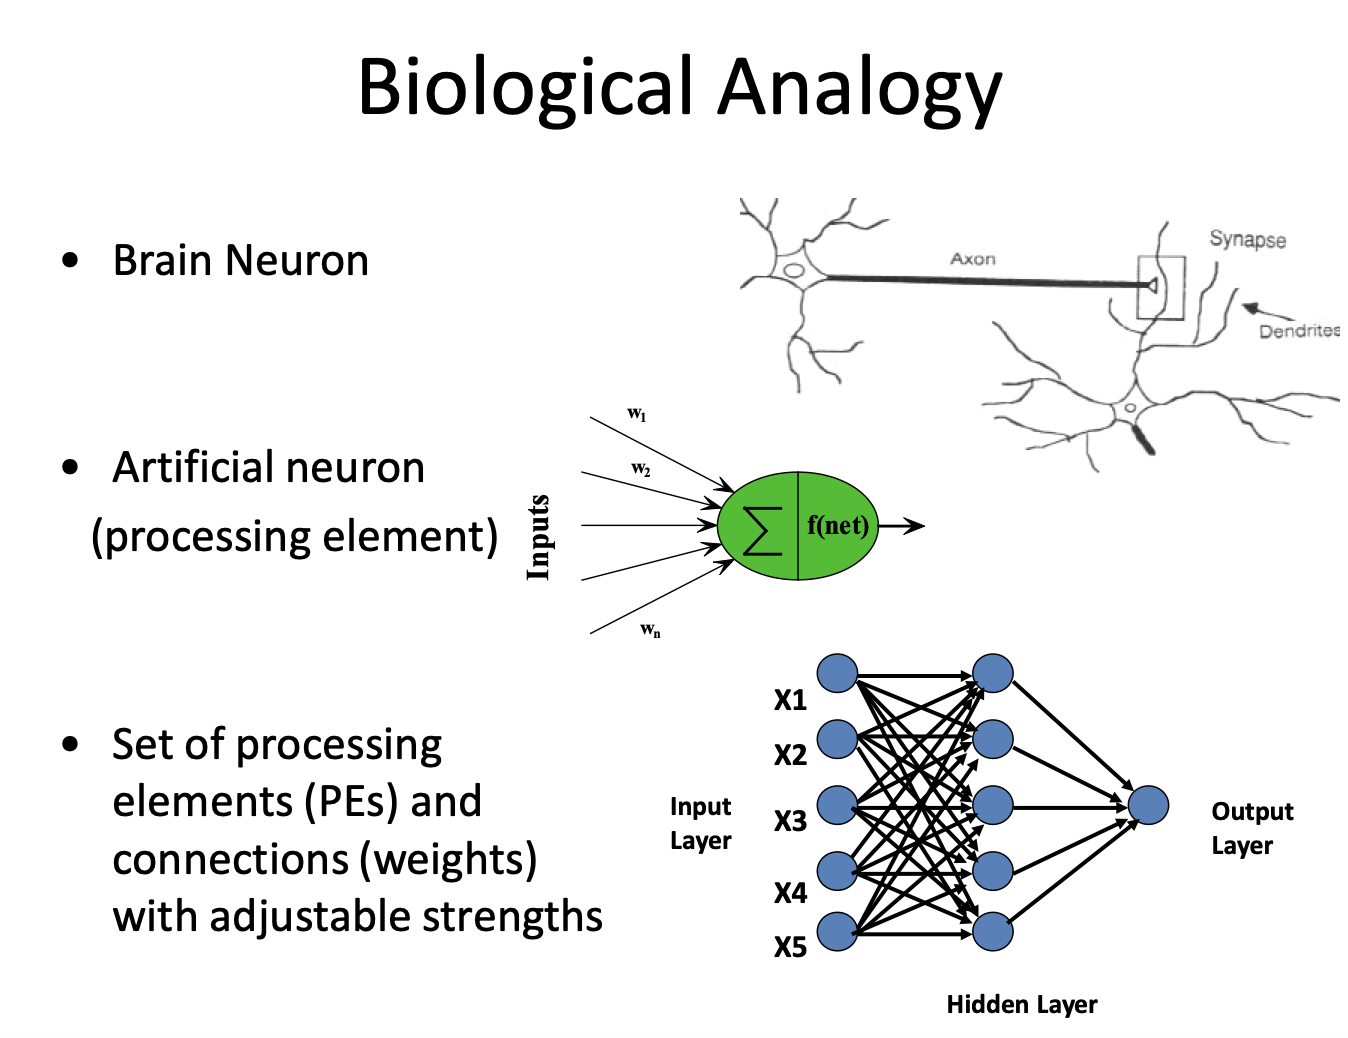 Biological Analogy
• Brain Neuron
Axon
Synapse
Dendrites
• Artificial neuron
(processing element)
Inputs
w1
w2
wn
∑
f(net)
• Set of processing
elements (PEs) and
connections (weights)
with adjustable strengths
Input
Layer
X1
X2
X3
X4
X5
Hidden Layer
Output
Layer